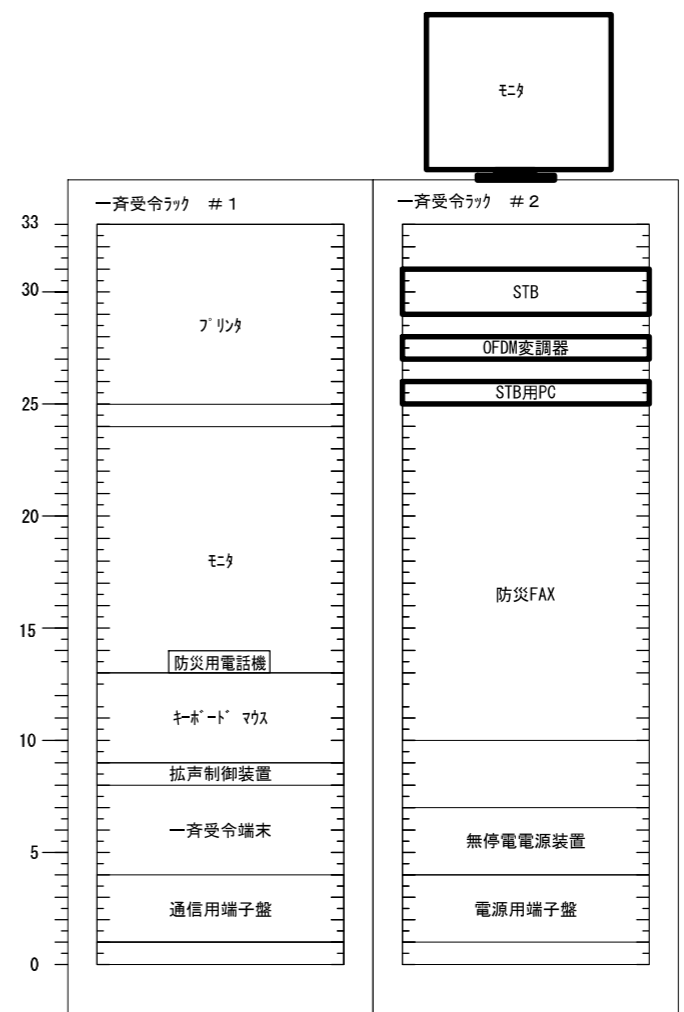 ﾓﾆﾀ
一斉受令ﾗｯｸ　＃１
一斉受令ﾗｯｸ　＃２
33
30
25
20
15
10
5
0
ﾌﾟﾘﾝﾀ
ﾓﾆﾀ
防災用電話機
ｷｰﾎﾞｰﾄﾞ ﾏｳｽ
拡声制御装置
一斉受令端末
通信用端子盤
STB
OFDM変調器
STB用PC
防災FAX
無停電電源装置
電源用端子盤